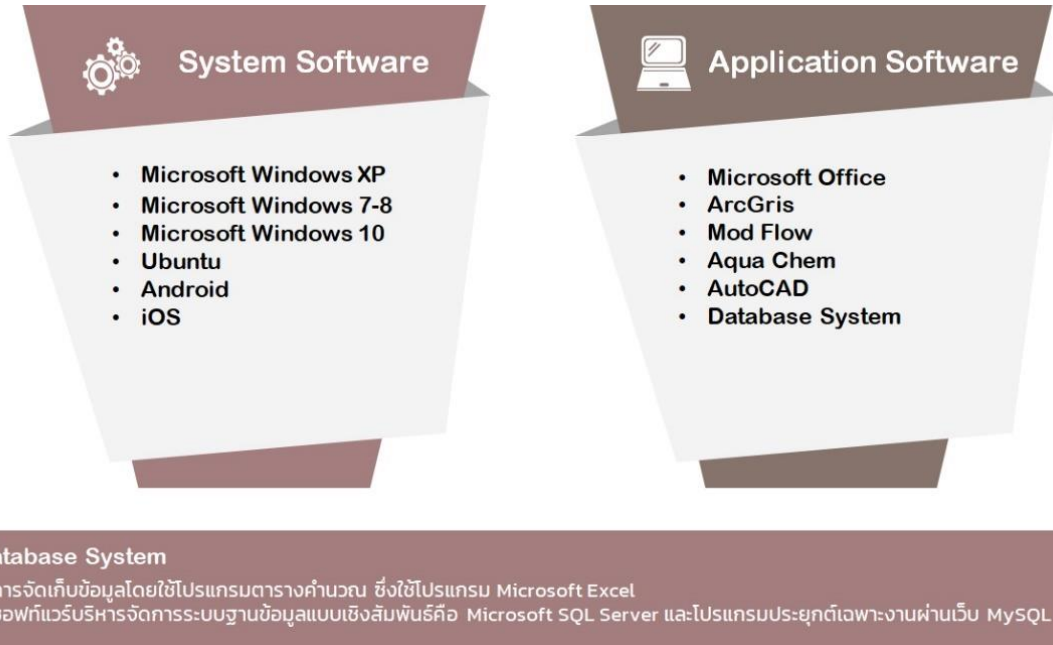 System Software
• Microsoft Windows XP
• Microsoft Windows 7-8
• Microsoft Windows 10
• Ubuntu
• Android
• iOS
Application Software
• Microsoft Office
• ArcGris
• Mod Flow
• Aqua Chem
• AutoCAD
• Database System
atabase System
การจัดเก็บข้อมูลโดยใช้โปรแกรมตารางคำนวณ ซึ่งใช้โปรแกรม Microsoft Excel
ซอฟท์แวร์บริหารจัดการระบบฐานข้อมูลแบบเชิงสัมพันธ์คือ Microsoft SQL Server และโปรแกรมประยุกต์เฉพาะงานผ่านเว็บ MySQL